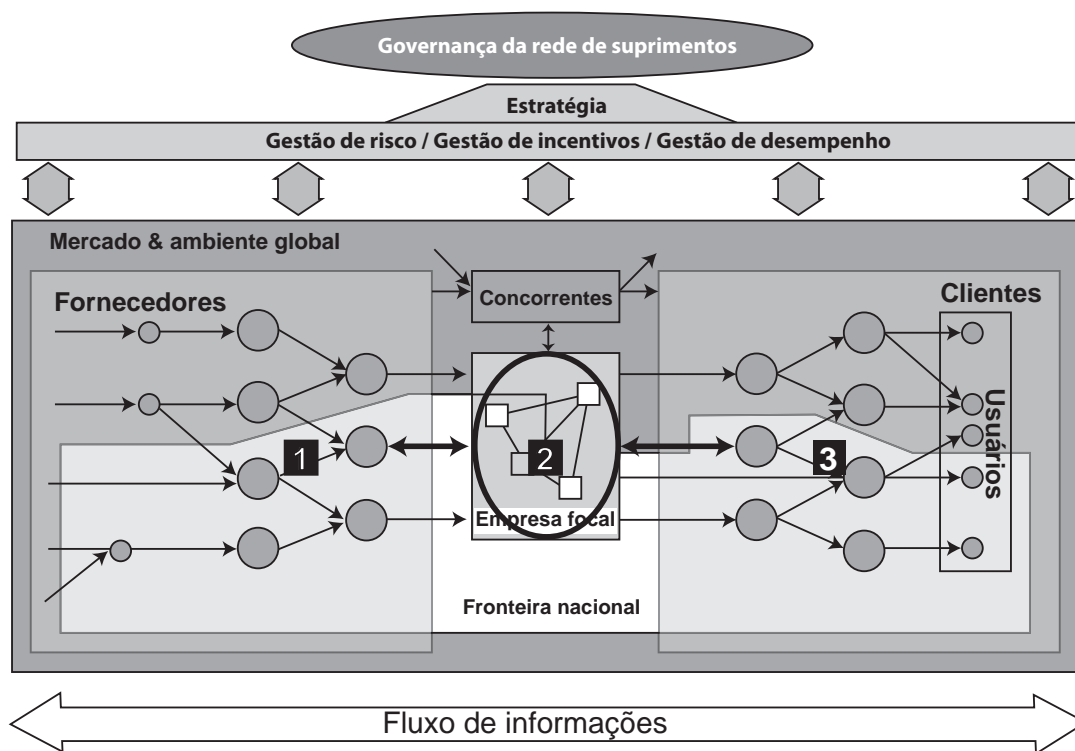 Governança da rede de suprimentos
Estratégia
Gestão de risco / Gestão de incentivos / Gestão de desempenho
Mercado & ambiente global
Fornecedores
Concorrentes
Clientes
Usuários
1
2
3
Empresa focal
Fronteira nacional
Fluxo de informações